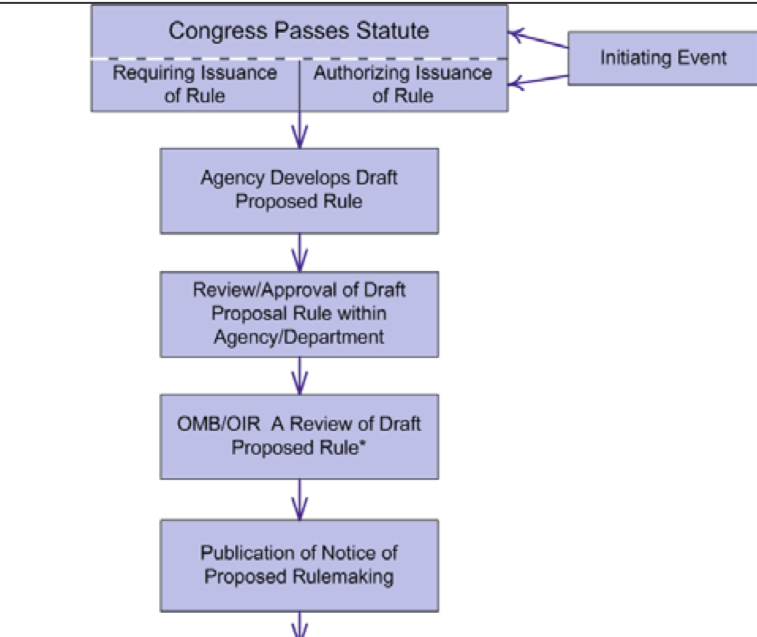 Congress Passes Statute
Initiating Event
Requiring Issuance
of Rule
Authorizing Issuance
of Rule
Agency Develops Draft
Proposed Rule
Review/Approval of Draft
Proposal Rule within
Agency/Department
OMB/OIR  A Review of Draft
Proposed Rule*
Publication of Notice of
Proposed Rulemaking